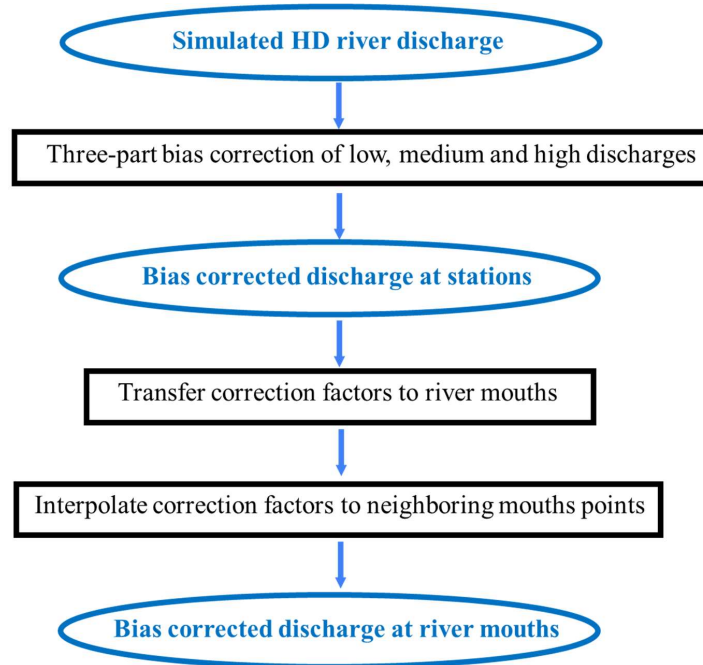 Simulated HD river discharge
Three-part bias correction of low, medium and high discharges
Bias corrected discharge at stations
Transfer correction factors to river mouths
Interpolate correction factors to neighboring mouths points
Bias corrected discharge at river mouths